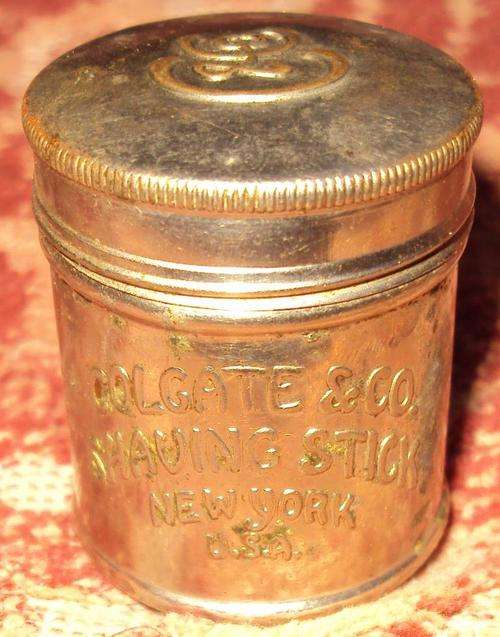 COLGATE & CO.
SHAVING STICK
NEW YORK
U.S.A.